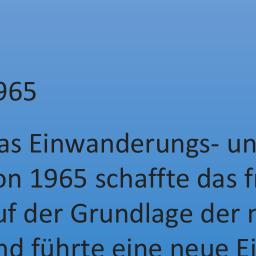 965
as Einwanderungs- un
on 1965 schaffte das f
uf der Grundlage der
nd führte eine neue Ei